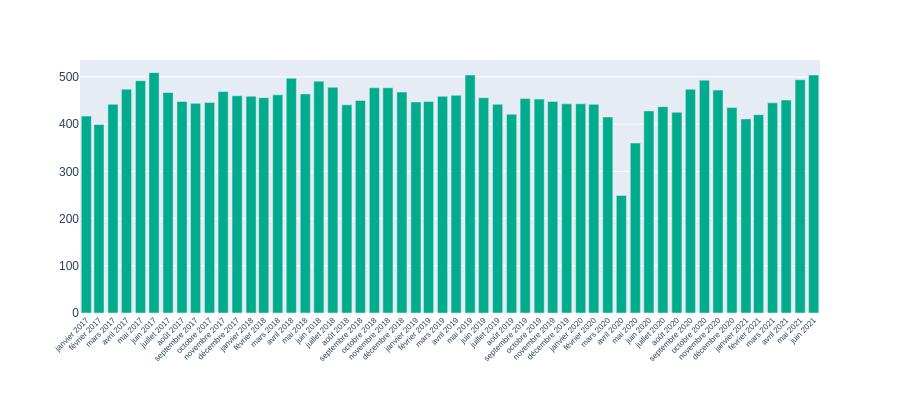 500
400
300
200
100
0
janvier 2017
février 2017
mars 2017
avril 2017
mai 2017
juin 2017
juillet 2017
août 2017
septembre 2017
octobre 2017
novembre 2017
décembre 2017
janvier 2018
février 2018
mars 2018
avril 2018
mai 2018
juin 2018
juillet 2018
août 2018
septembre 2018
octobre 2018
novembre 2018
décembre 2018
janvier 2019
février 2019
mars 2019
avril 2019
mai 2019
juin 2019
juillet 2019
août 2019
septembre 2019
octobre 2019
novembre 2019
décembre 2019
janvier 2020
février 2020
mars 2020
avril 2020
mai 2020
juin 2020
juillet 2020
août 2020
septembre 2020
octobre 2020
novembre 2020
décembre 2020
janvier 2021
février 2021
mars 2021
avril 2021
mai 2021
juin 2021